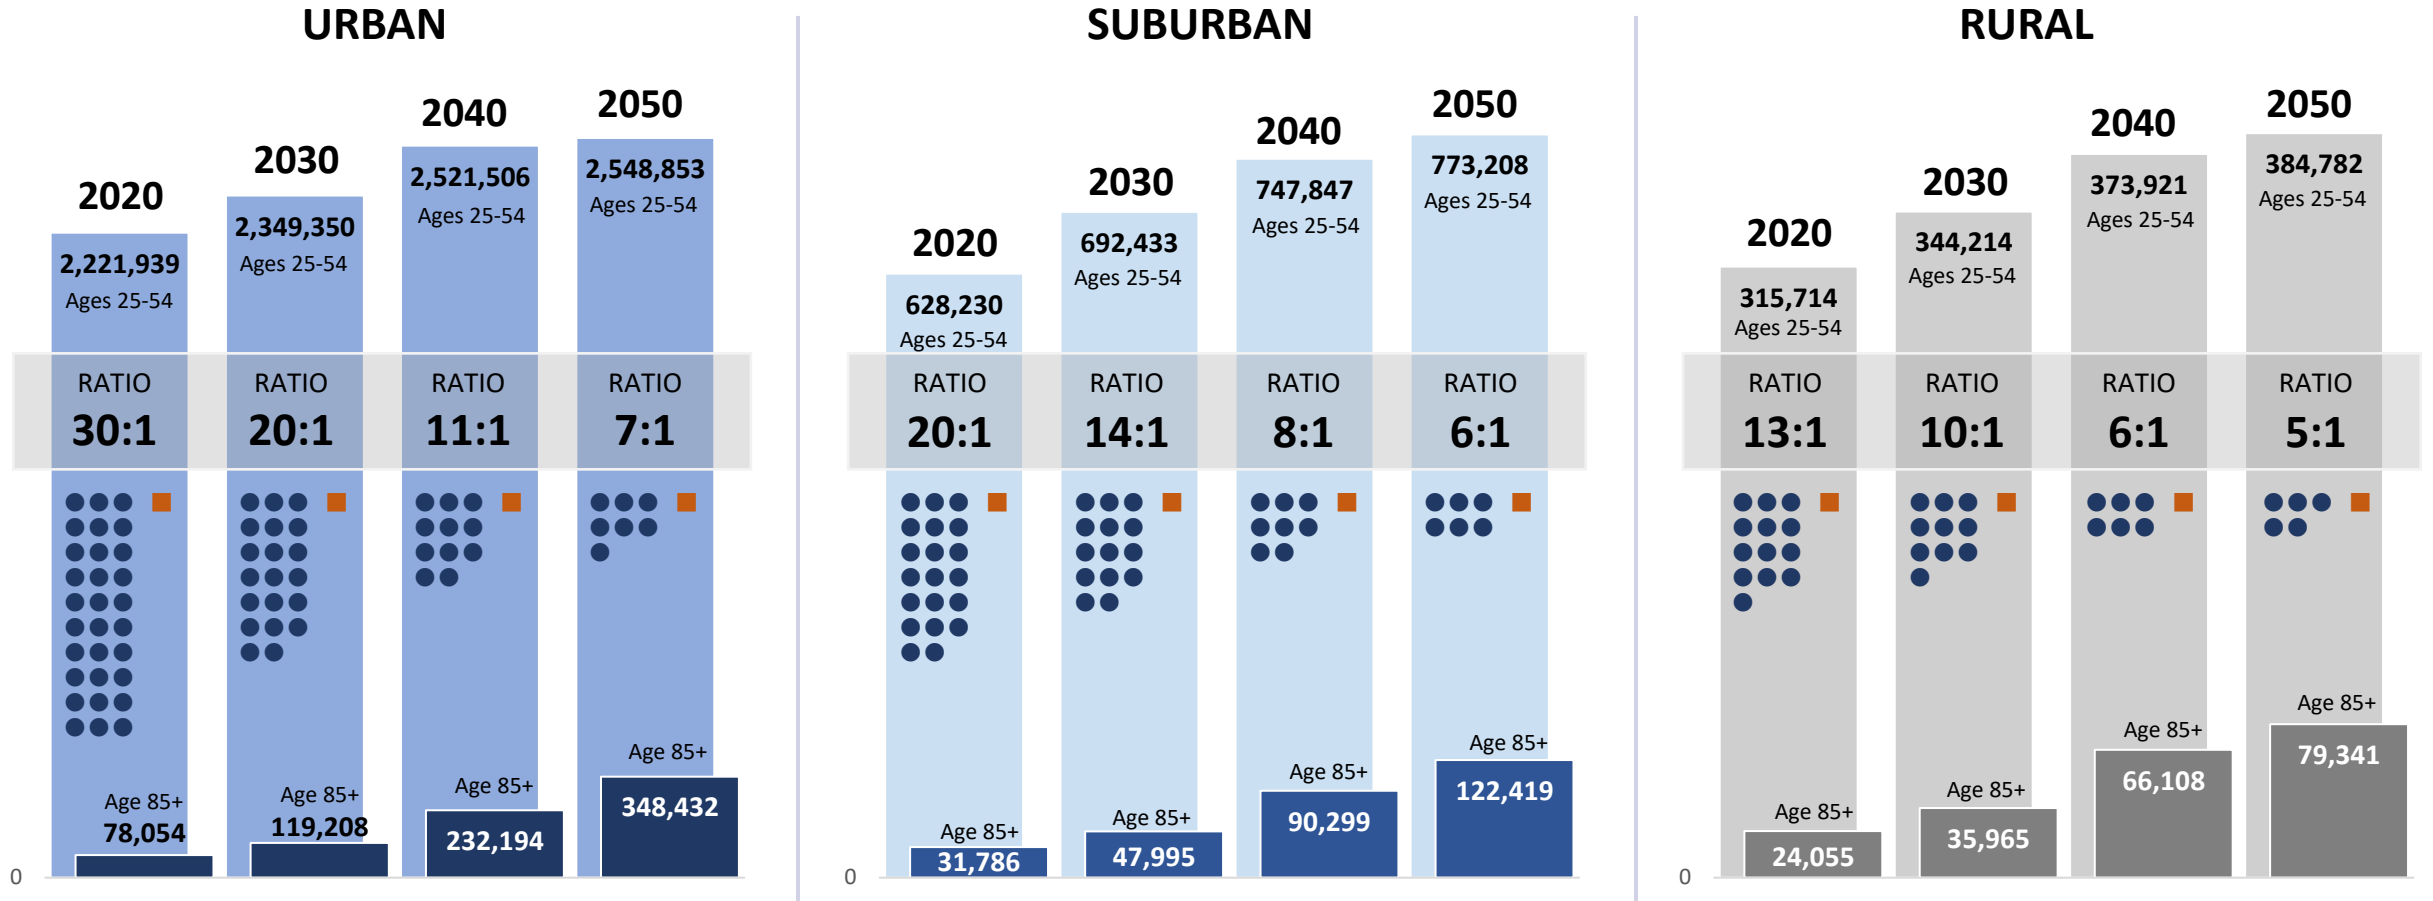 URBAN
2020
2,221,939
Ages 25-54
RATIO
30:1
Age 85+
78,054
2030
2,349,350
Ages 25-54
RATIO
20:1
Age 85+
119,208
2040
2,521,506
Ages 25-54
RATIO
11:1
Age 85+
232,194
2050
2,548,853
Ages 25-54
RATIO
7:1
Age 85+
348,432
0
SUBURBAN
2020
628,230
Ages 25-54
RATIO
20:1
Age 85+
31,786
2030
692,433
Ages 25-54
RATIO
14:1
Age 85+
47,995
2040
747,847
Ages 25-54
RATIO
8:1
Age 85+
90,299
2050
773,208
Ages 25-54
RATIO
6:1
Age 85+
122,419
0
RURAL
2020
315,714
Ages 25-54
RATIO
13:1
Age 85+
24,055
2030
344,214
Ages 25-54
RATIO
10:1
Age 85+
35,965
2040
373,921
Ages 25-54
RATIO
6:1
Age 85+
66,108
2050
384,782
Ages 25-54
RATIO
5:1
Age 85+
79,341
0